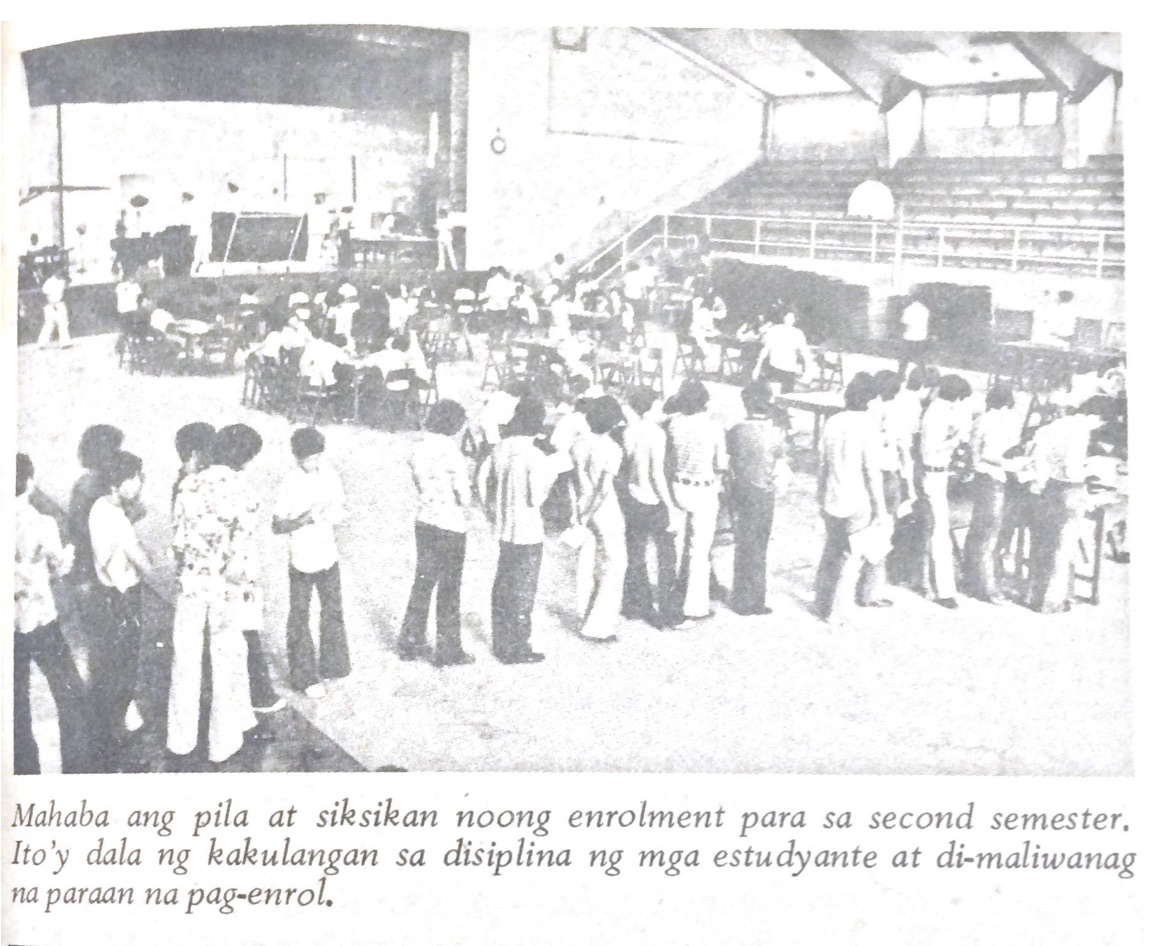 Mahaba ang pila at siksikan noong enrolment para sa second semester.
Ito'y dala ng kakulangan sa disiplina ng mga estudyante at di-maliwanag
na paraan na pag-enrol.